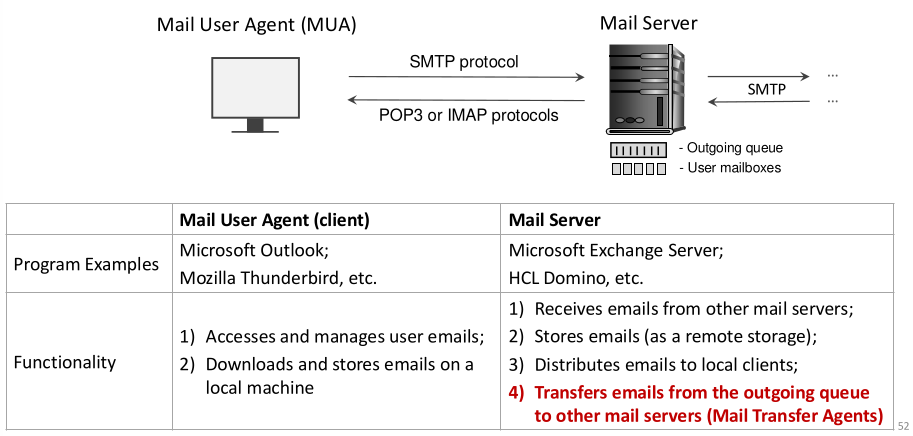 Mail User Agent (MUA)
Mail Server
SMTP protocol
...
SMTP
...
POP3 or IMAP protocols
- Outgoing queue
- User mailboxes
Mail User Agent (client)
Mail Server
Program Examples
Microsoft Outlook;
Mozilla Thunderbird, etc.
Microsoft Exchange Server;
HCL Domino, etc.
Functionality
1) Accesses and manages user emails;
2) Downloads and stores emails on a
local machine
1) Receives emails from other mail servers;
2) Stores emails (as a remote storage);
3) Distributes emails to local clients;
4) Transfers emails from the outgoing queue
to other mail servers (Mail Transfer Agents)
52